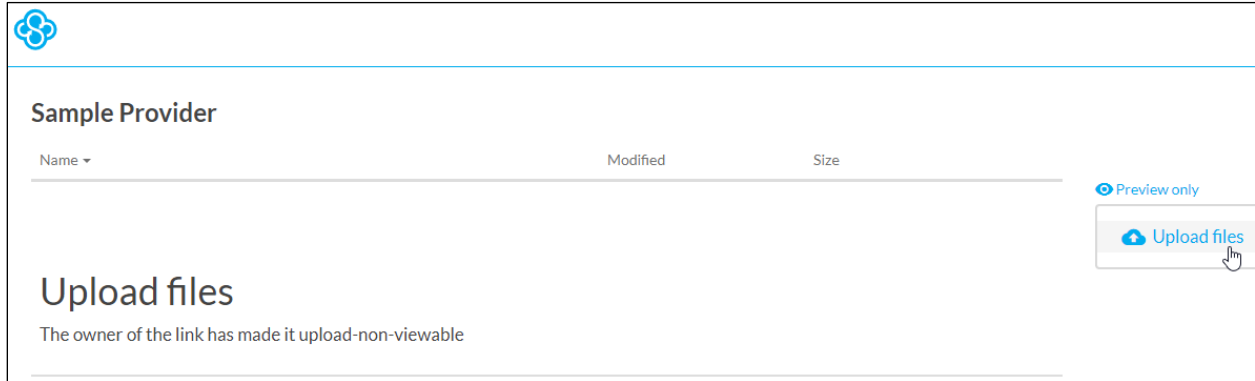 Sample Provider
Name Modified Size
Preview only
Upload files
Upload files
The owner of the link has made it upload-non-viewable